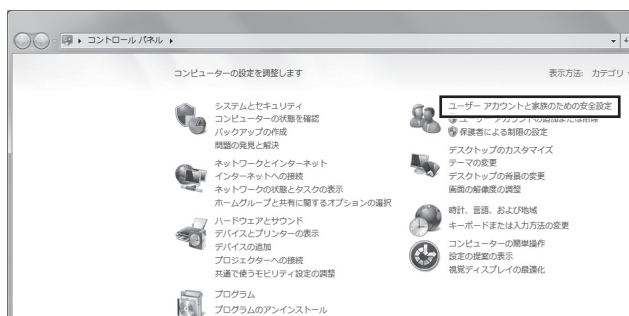 コントロール パネル
コンピューターの設定を調整します
表示方法: カテゴリ
システムとセキュリティ
コンピューターの状態を確認
バックアップの作成
問題の発見と解決
ネットワークとインターネット
インターネットへの接続
ネットワークの状態とタスクの表示
ホームグループと共有に関するオプションの選択
ハードウェアとサウンド
デバイスとプリンターの表示
デバイスの追加
プロジェクターへの接続
共通で使うモビリティ設定の調整
プログラム
プログラムのアンインストール
ユーザー アカウントと家族のための安全設定
ユーザー アカウントの追加または削除
保護者による制限の設定
デスクトップのカスタマイズ
テーマの変更
デスクトップの背景の変更
画面の解像度の調整
時計、言語、および地域
キーボードまたは入力方法の変更
コンピューターの簡単操作
設定の提案の表示
視覚ディスプレイの最適化